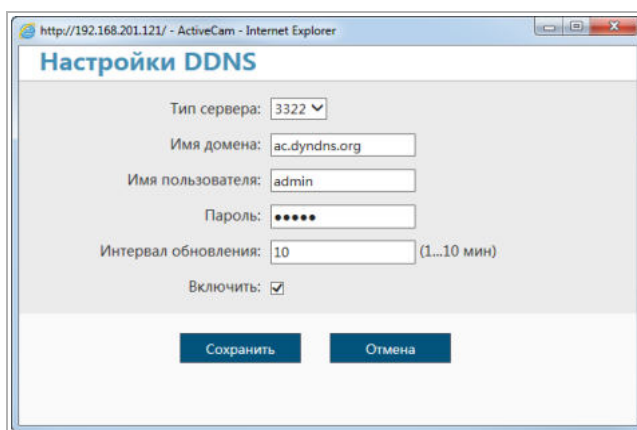 http://192.168.201.121/ - ActiveCam - Internet Explorer
Настройки DDNS
Тип сервера: 3322
Имя домена: ac.dyndns.org
Имя пользователя: admin
Пароль: •••••
Интервал обновления: 10 (1...10 мин)
Включить:
Сохранить Отмена